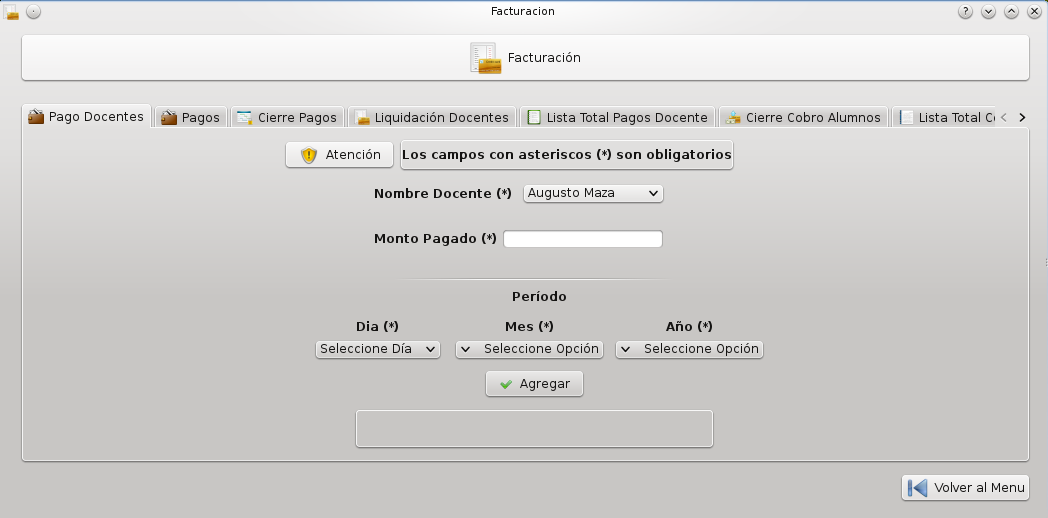 Facturacion
Facturación
Pago Docentes
Pagos
Cierre Pagos
Liquidación Docentes
Lista Total Pagos Docente
Cierre Cobro Alumnos
Lista Total
Atención
Los campos con asteriscos (*) son obligatorios
Nombre Docente (*) Augusto Maza
Monto Pagado (*)
Período
Dia (*) Mes (*) Año (*)
Seleccione Día Seleccione Opción Seleccione Opción
Agregar
Volver al Menu